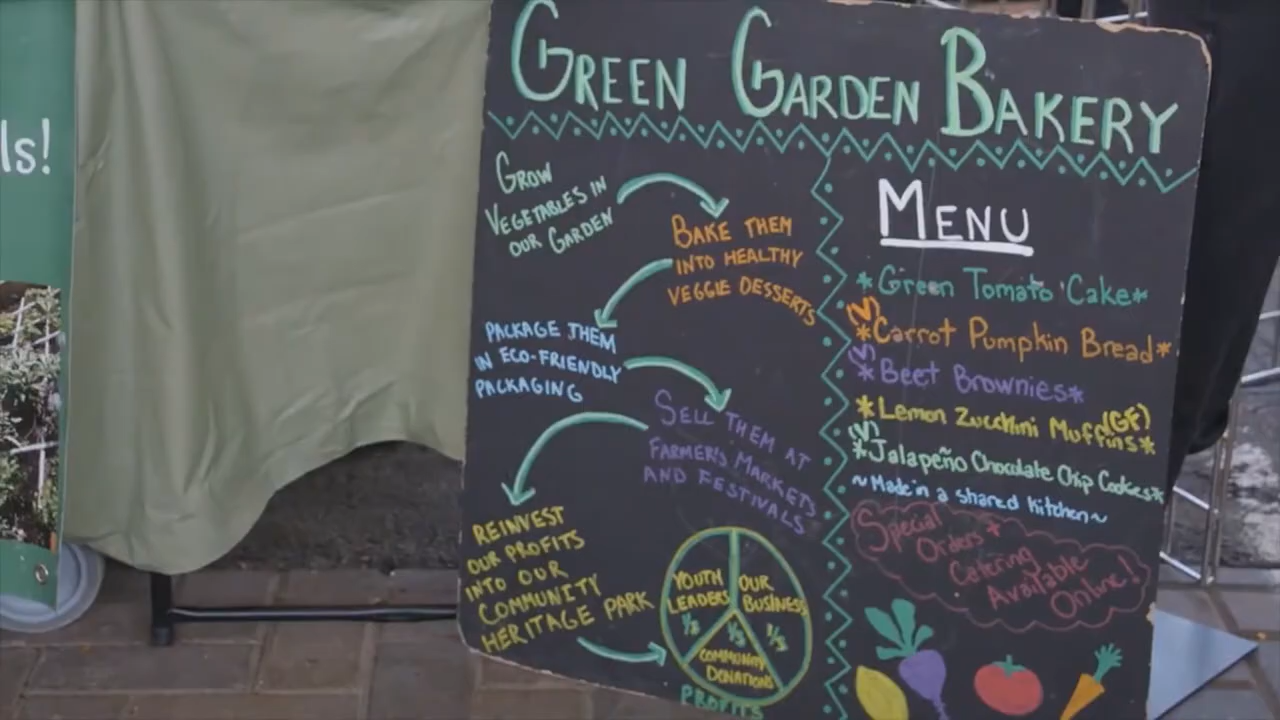 ls!
GREEN GARDEN BAKERY
GROW
VEGETABLES IN
OUR GARDEN
BAKE THEM
INTO HEALTHY
VEGGIE DESSERTS
PACKAGE THEM
IN ECO-FRIENDLY
PACKAGING
SELL THEM AT
FARMER'S MARKETS
AND FESTIVALS
REINVEST
OUR PROFITS
INTO OUR
COMMUNITY
HERITAGE PARK
YOUTH
LEADERS
1/3
OUR
BUSINESS
1/3
1/3
COMMUNITY
DONATIONS
PROFITS
MENU
*Green Tomato Cake*
(V)
*Carrot Pumpkin Bread*
(V)
*Beet Brownies*
*Lemon Zucchini Muffins*
(GF)
(V)
*Jalapeño Chocolate Chip Cookies*
~Made in a shared kitchen~
Special
Orders +
Catering
Available
Online!